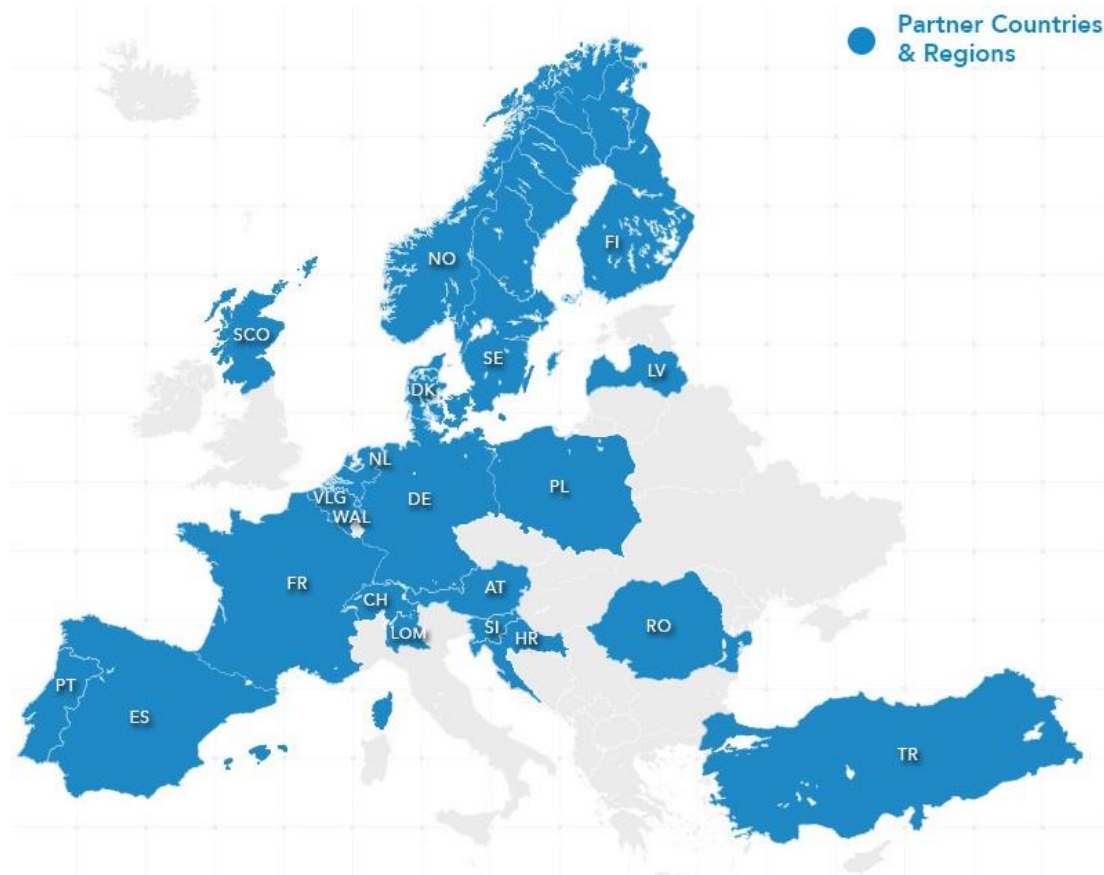 Partner Countries
& Regions
NO
FI
SCO
SE
LV
DK
NL
PL
VLG
DE
WAL
FR
AT
CH
SI
RO
LOM
HR
PT
ES
TR